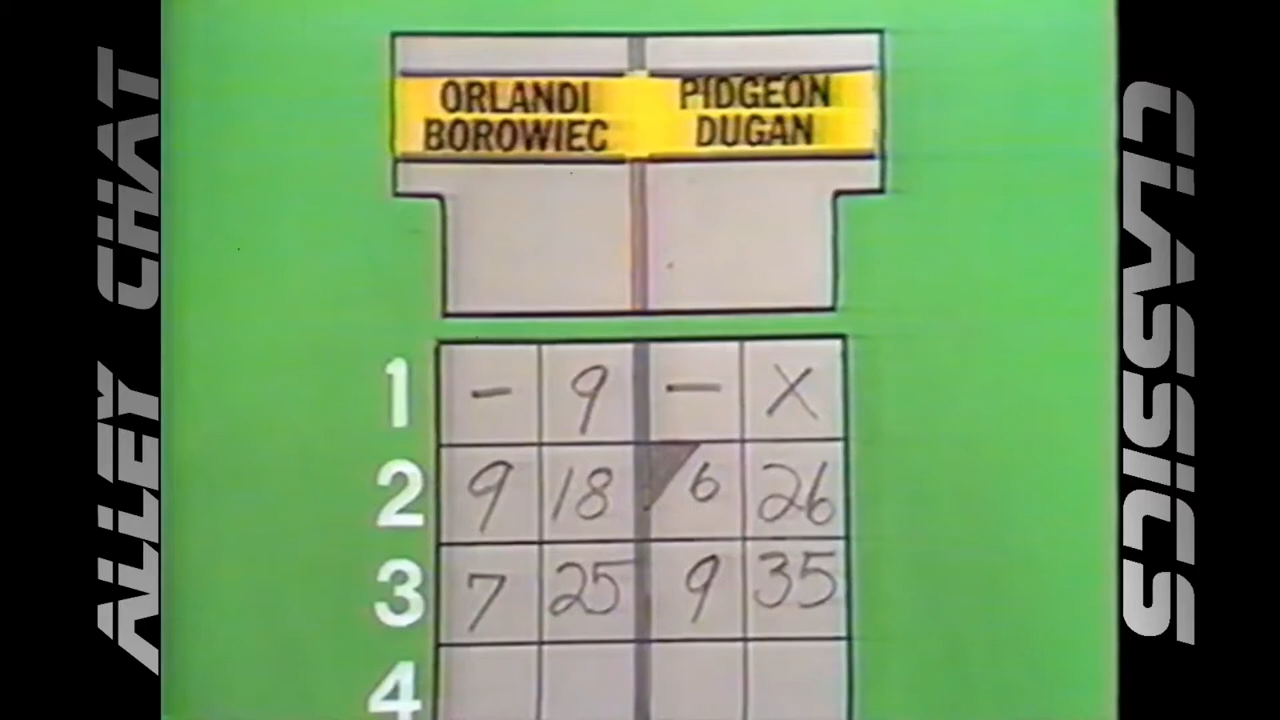 ALLEY CHAT
ORLANDI PIDGEON
BOROWIEC DUGAN
1 - 9 - X
2 9 18 6 26
3 7 25 9 35
4
CLASSICS